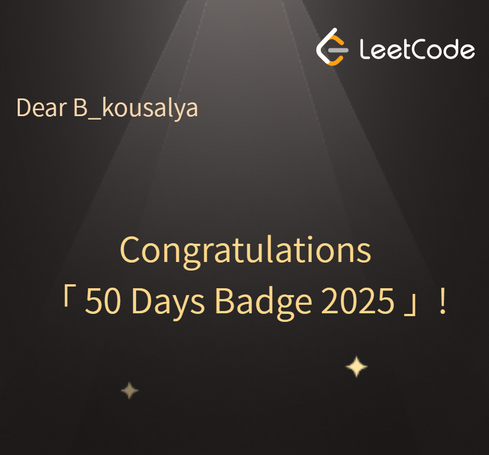 LeetCode
Dear B_kousalya
Congratulations
「 50 Days Badge 2025 」!